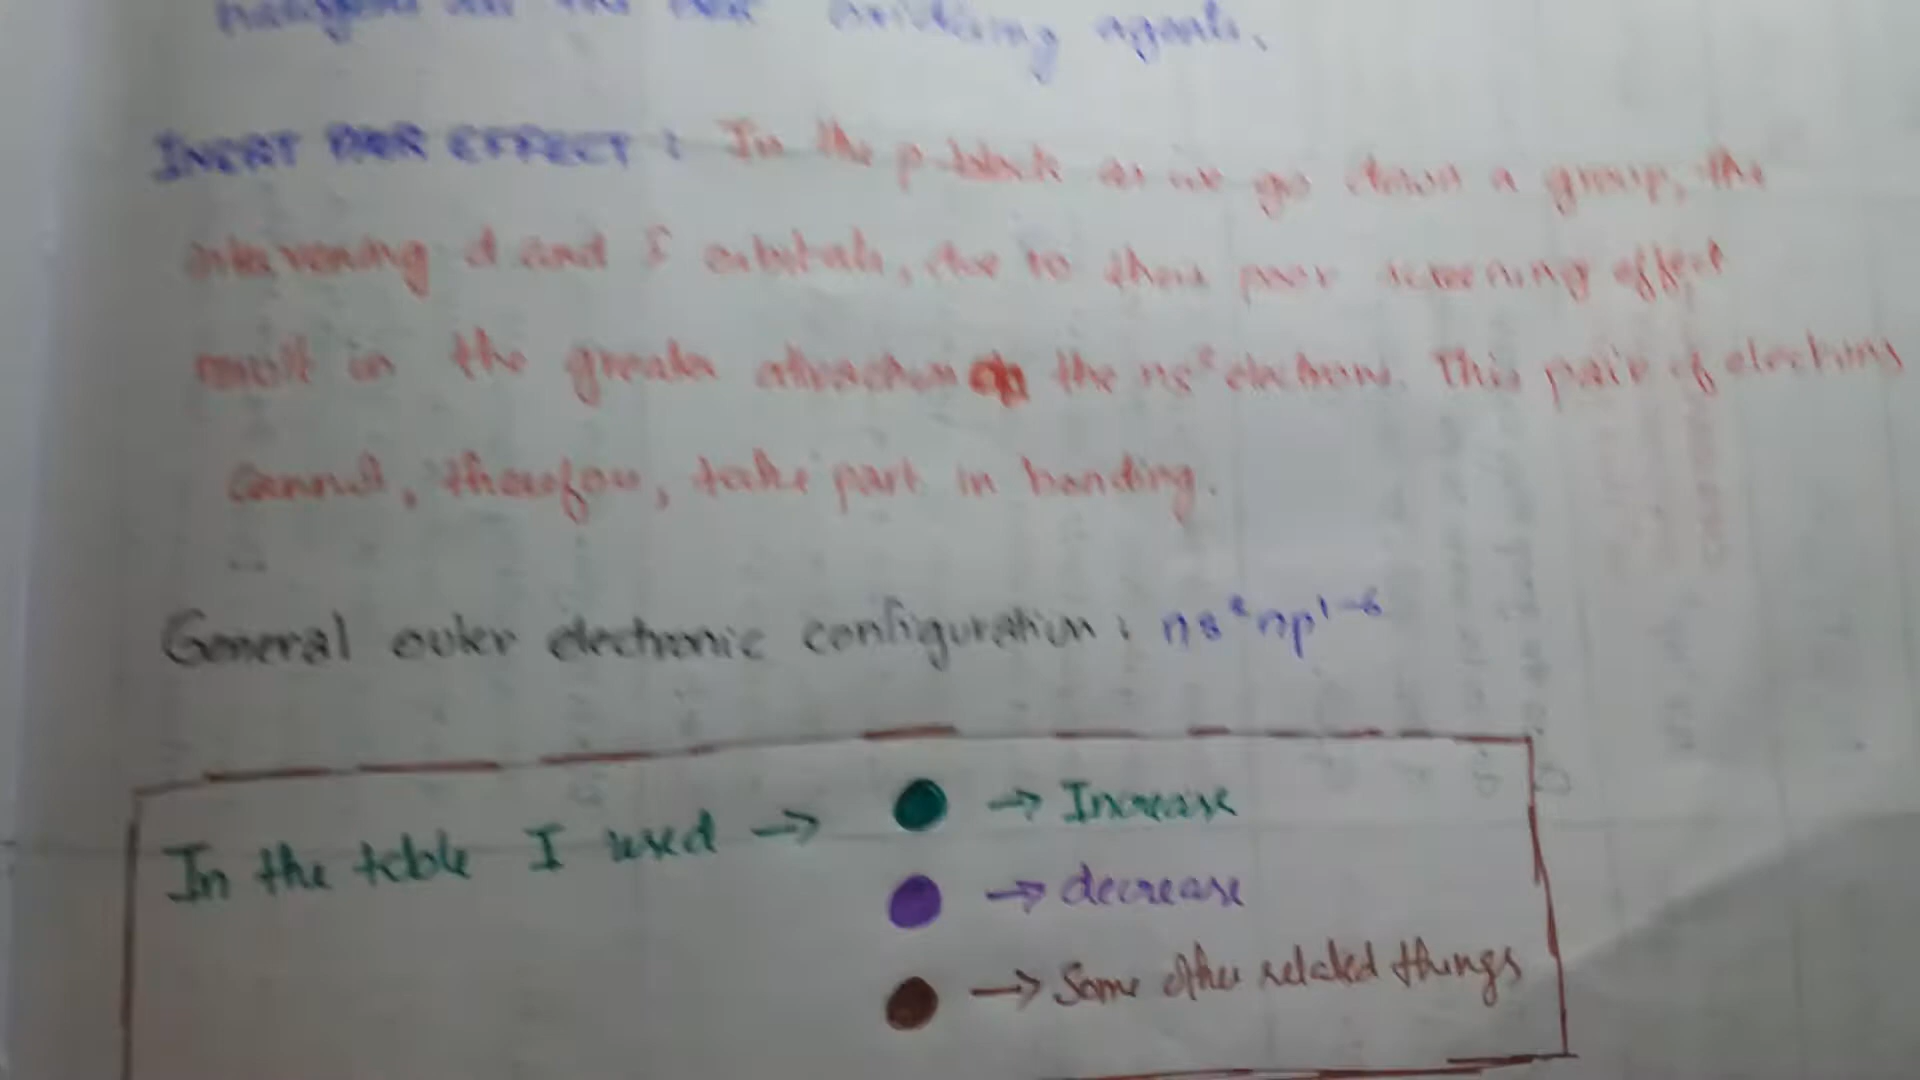 agents.
INERT PAIR EFFECT : In the p-block as we go down a group, the
intervening d and f orbitals, due to their poor screening effect
result in the greater attraction on the ns² electrons. This pair of electrons
cannot, therefore, take part in bonding.
General outer electronic configuration : ns² np¹⁻⁶
In the table I used → → Increase
→ decrease
→ Some other related things